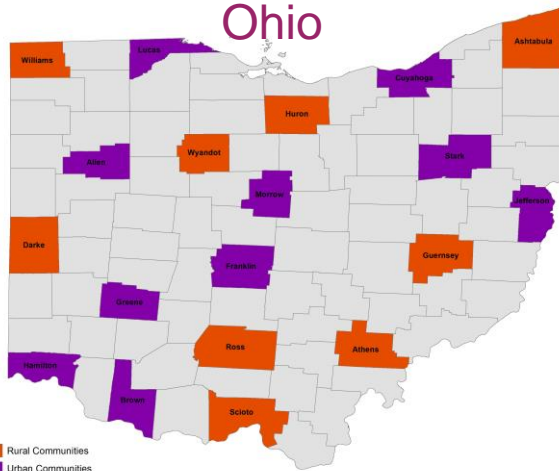 Ohio
Ashtabula
Williams
Lucas
Cuyahoga
Huron
Wyandot
Stark
Allen
Morrow
Jefferson
Darke
Guernsey
Franklin
Greene
Ross
Athens
Hamilton
Brown
Scioto
Rural Communities
Urban Communities